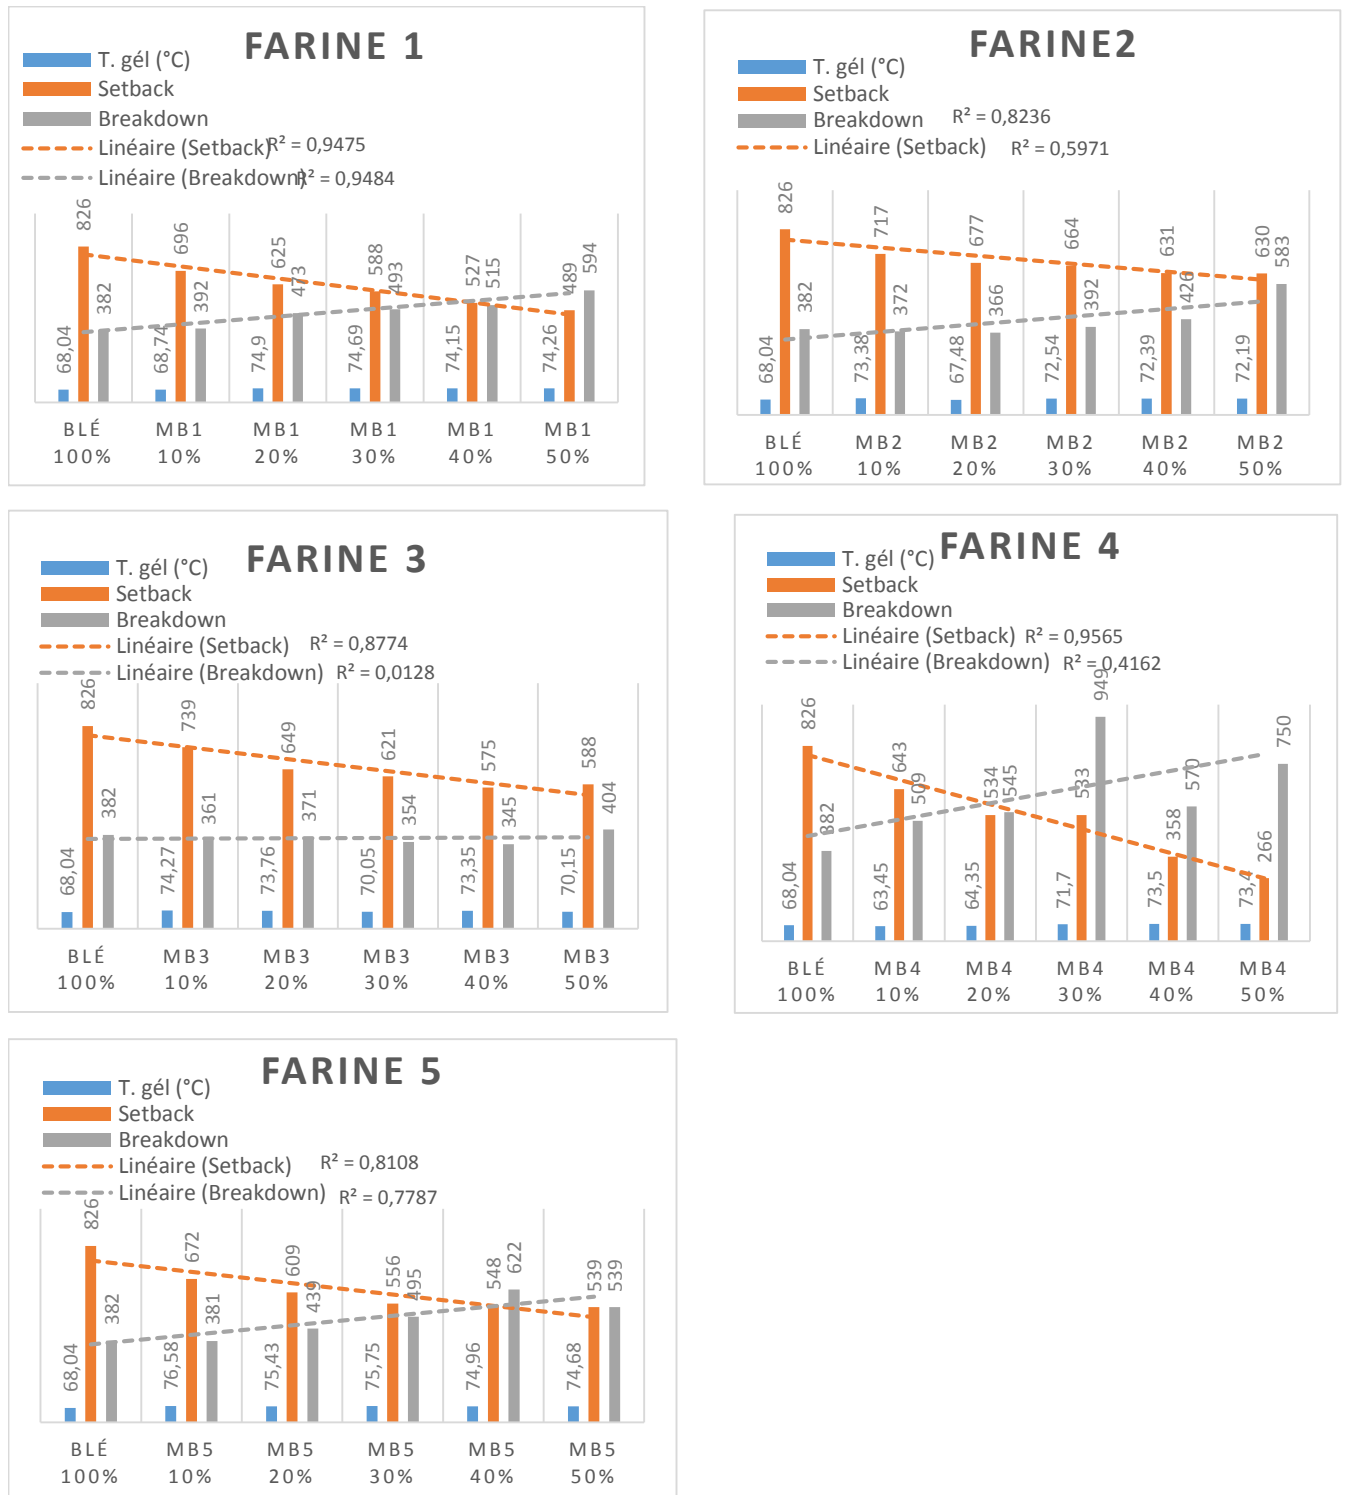 FARINE 1
T. gél (°C)
Setback
Breakdown
Linéaire (Setback) R² = 0,9475
Linéaire (Breakdown) R² = 0,9484
68,04 826 382 68,74 696 392 74,9 625 473 74,69 588 493 74,15 527 515 74,26 489 594
BLÉ MB1 MB1 MB1 MB1 MB1
100% 10% 20% 30% 40% 50%
FARINE2
T. gél (°C)
Setback
Breakdown R² = 0,8236
Linéaire (Setback) R² = 0,5971
68,04 826 382 73,38 717 372 67,48 677 366 72,54 664 392 72,39 631 426 72,19 630 583
BLÉ MB2 MB2 MB2 MB2 MB2
100% 10% 20% 30% 40% 50%
FARINE 3
T. gél (°C)
Setback
Breakdown
Linéaire (Setback) R² = 0,8774
Linéaire (Breakdown) R² = 0,0128
68,04 826 382 74,27 739 361 73,76 649 371 70,05 621 354 73,35 575 345 70,15 588 404
BLÉ MB3 MB3 MB3 MB3 MB3
100% 10% 20% 30% 40% 50%
FARINE 4
T. gél (°C)
Setback
Breakdown
Linéaire (Setback) R² = 0,9565
Linéaire (Breakdown) R² = 0,4162
68,04 826 382 63,45 643 509 64,35 534 545 71,7 533 949 73,5 358 570 73,4 266 750
BLÉ MB4 MB4 MB4 MB4 MB4
100% 10% 20% 30% 40% 50%
FARINE 5
T. gél (°C)
Setback
Breakdown
Linéaire (Setback) R² = 0,8108
Linéaire (Breakdown) R² = 0,7787
68,04 826 382 76,58 672 381 75,43 609 439 75,75 556 495 74,96 548 622 74,68 539 539
BLÉ MB5 MB5 MB5 MB5 MB5
100% 10% 20% 30% 40% 50%